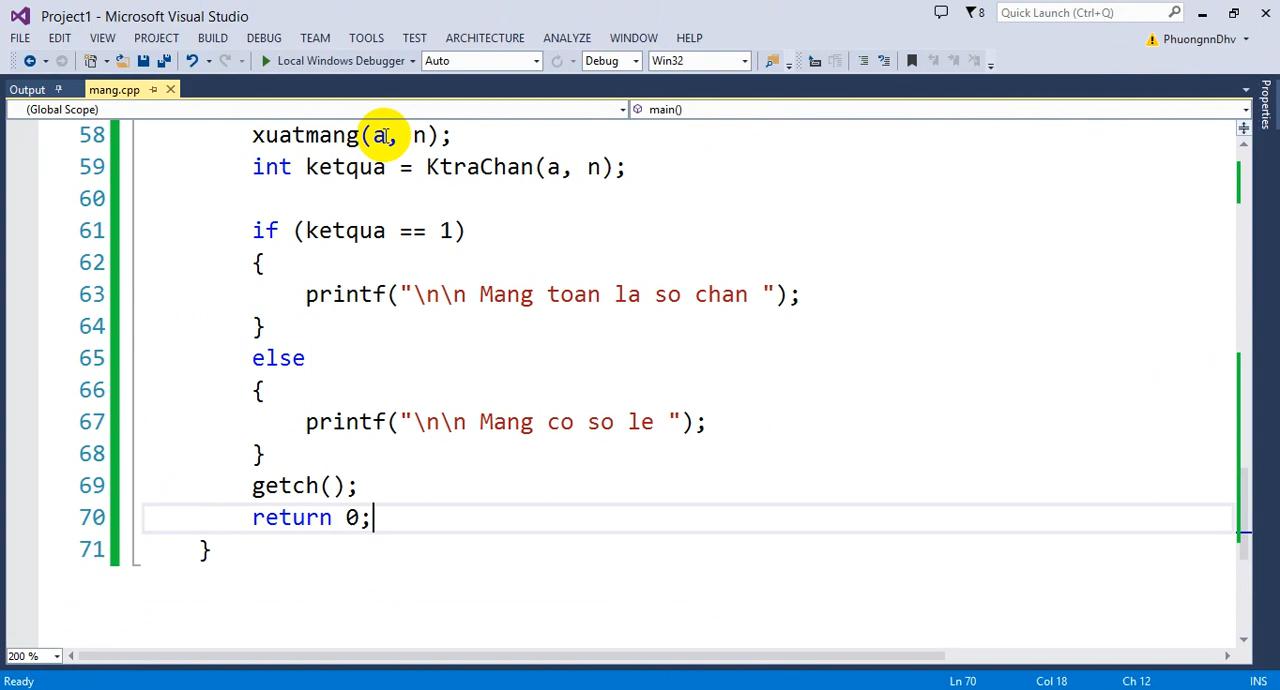 Project1 - Microsoft Visual Studio
8
Quick Launch (Ctrl+Q)
FILE EDIT VIEW PROJECT BUILD DEBUG TEAM TOOLS TEST ARCHITECTURE ANALYZE WINDOW HELP
PhuongnnDhv
Local Windows Debugger Auto Debug Win32
Output mang.cpp
Properties
(Global Scope) main()
58 xuatmang(a, n);
59 int ketqua = KtraChan(a, n);
60
61 if (ketqua == 1)
62 {
63 printf("\n\n Mang toan la so chan ");
64 }
65 else
66 {
67 printf("\n\n Mang co so le ");
68 }
69 getch();
70 return 0;
71 }
200 %
Ready Ln 70 Col 18 Ch 12 INS